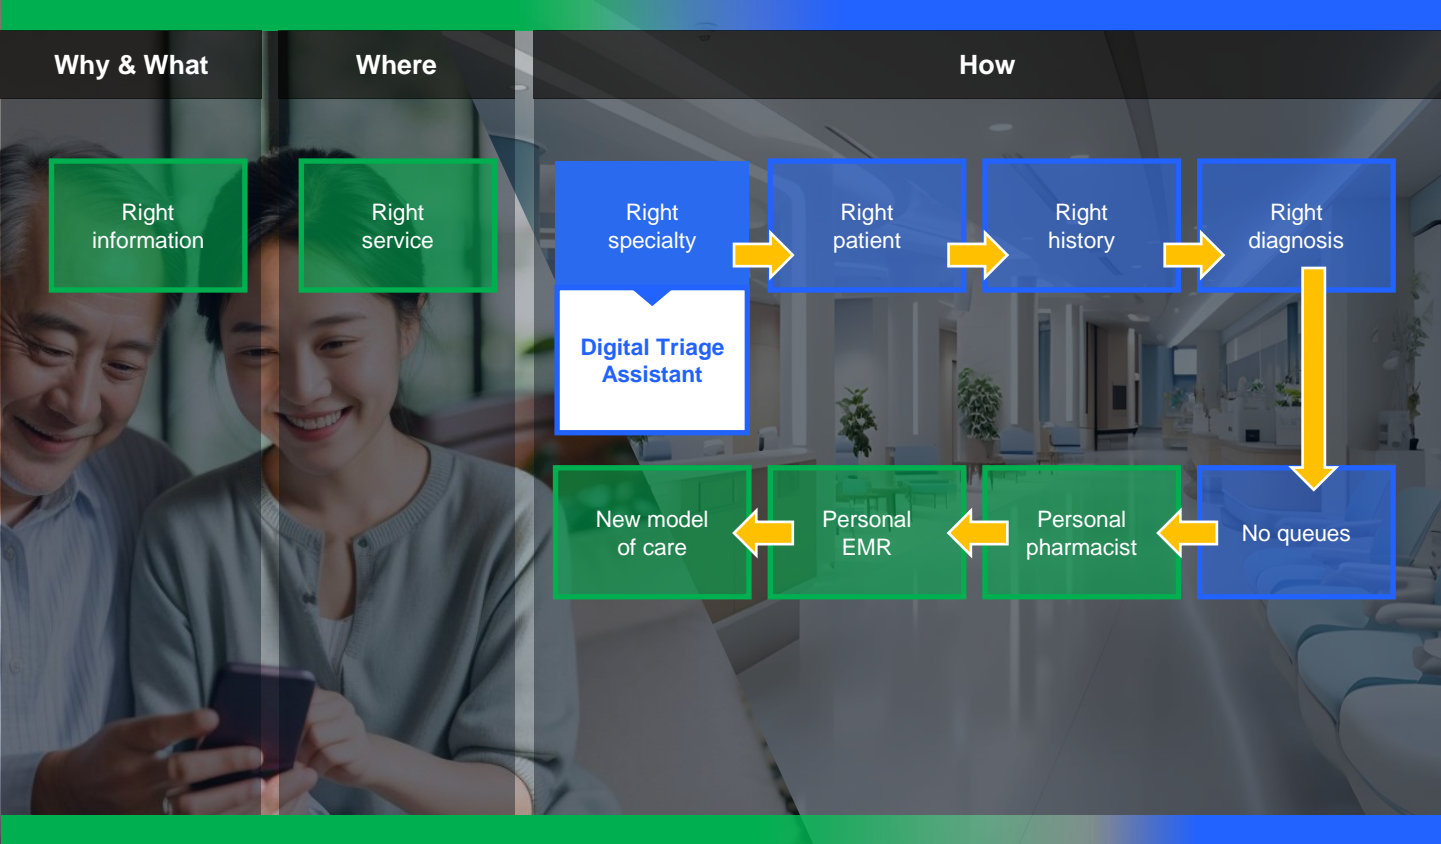 Why & What
Where
How
Right
information
Right
service
Right
specialty
Right
patient
Right
history
Right
diagnosis
Digital Triage
Assistant
New model
of care
Personal
EMR
Personal
pharmacist
No queues